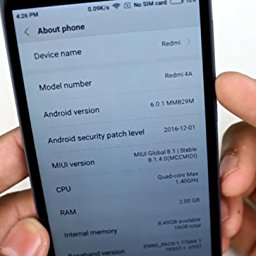 4:26 PM 0.09K/s No SIM card
About phone
Device name Redmi
Model number Redmi 4A
Android version 6.0.1 MMB29M
Android security patch level 2016-12-01
MIUI version MIUI Global 8.1 | Stable
8.1.4.0(MCCMIDI)
CPU Quad-core Max
1.40GHz
RAM 2.00 GB
Internal memory 8.49GB available
16GB total
Baseband version